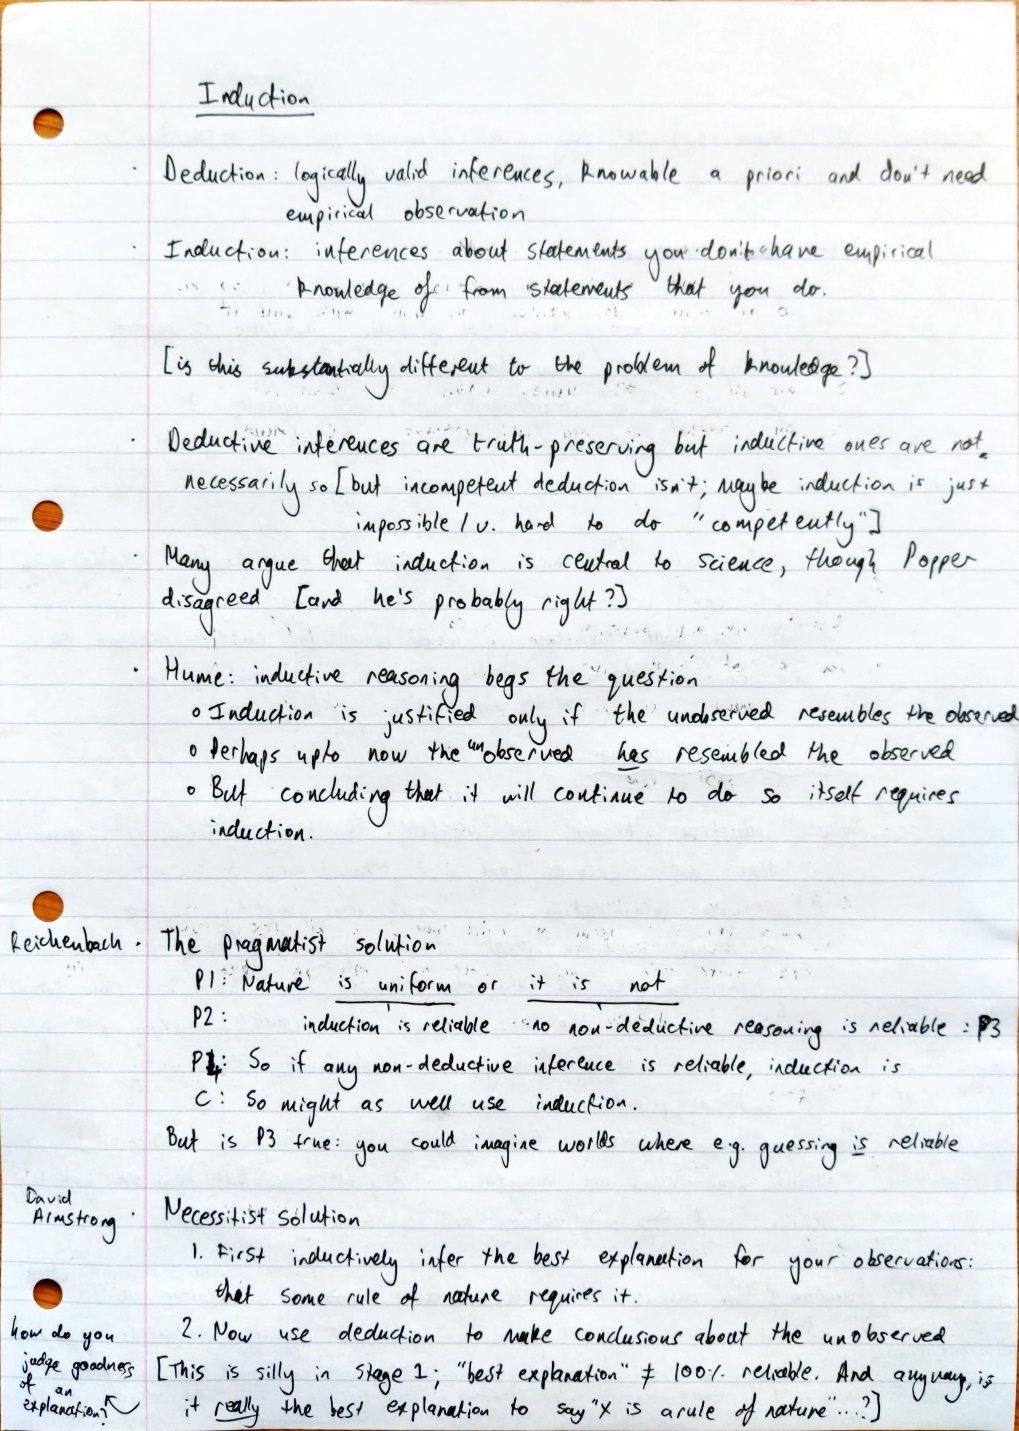 Induction
· Deduction: logically valid inferences, knowable a priori and don't need
empirical observation
· Induction: inferences about statements you don't have empirical
knowledge of from statements that you do.
[is this substantially different to the problem of knowledge?]
· Deductive inferences are truth-preserving but inductive ones are not
necessarily so [but incompetent deduction isn't; maybe induction is just
impossible / v. hard to do "competently"]
· Many argue that induction is central to science, though Popper
disagreed [and he's probably right?]
· Hume: inductive reasoning begs the question
o Induction is justified only if the unobserved resembles the observed
o Perhaps upto now the unobserved has resembled the observed
o But concluding that it will continue to do so itself requires
induction.
Reichenbach · The pragmatist solution
P1: Nature is uniform or it is not
P2: induction is reliable no non-deductive reasoning is reliable : P3
P4: So if any non-deductive inference is reliable, induction is
C: So might as well use induction.
But is P3 true: you could imagine worlds where e.g. guessing is reliable
David
Armstrong · Necessitist solution
1. First inductively infer the best explanation for your observations:
that some rule of nature requires it.
2. Now use deduction to make conclusions about the unobserved
[This is silly in stage 1; "best explanation" ≠ 100% reliable. And anyway, is
it really the best explanation to say "X is a rule of nature"...?]
how do you
judge goodness
of an
explanation?